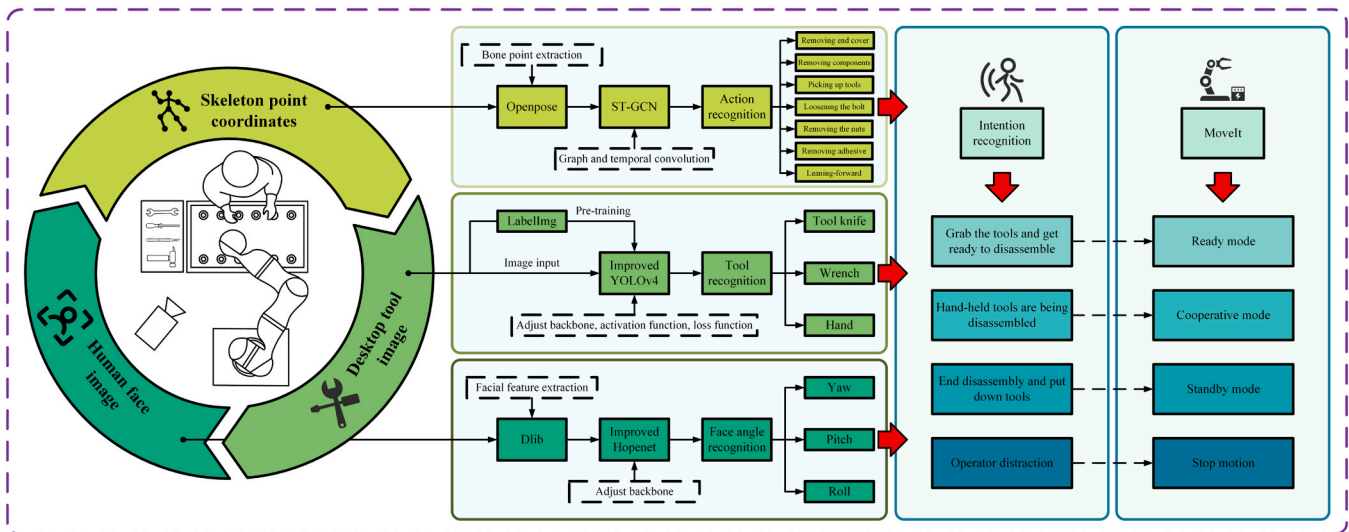 Skeleton point
coordinates
Human face
image
Desktop tool
image
Bone point extraction
Openpose
ST-GCN
Action
recognition
Graph and temporal convolution
Removing end cover
Removing components
Picking up tools
Loosening the bolt
Removing the nuts
Removing adhesive
Leaning-forward
LabelImg
Pre-training
Image input
Improved
YOLOv4
Tool
recognition
Adjust backbone, activation function, loss function
Tool knife
Wrench
Hand
Facial feature extraction
Dlib
Improved
Hopenet
Face angle
recognition
Adjust backbone
Yaw
Pitch
Roll
Intention
recognition
Grab the tools and get
ready to disassemble
Hand-held tools are being
disassembled
End disassembly and put
down tools
Operator distraction
MoveIt
Ready mode
Cooperative mode
Standby mode
Stop motion